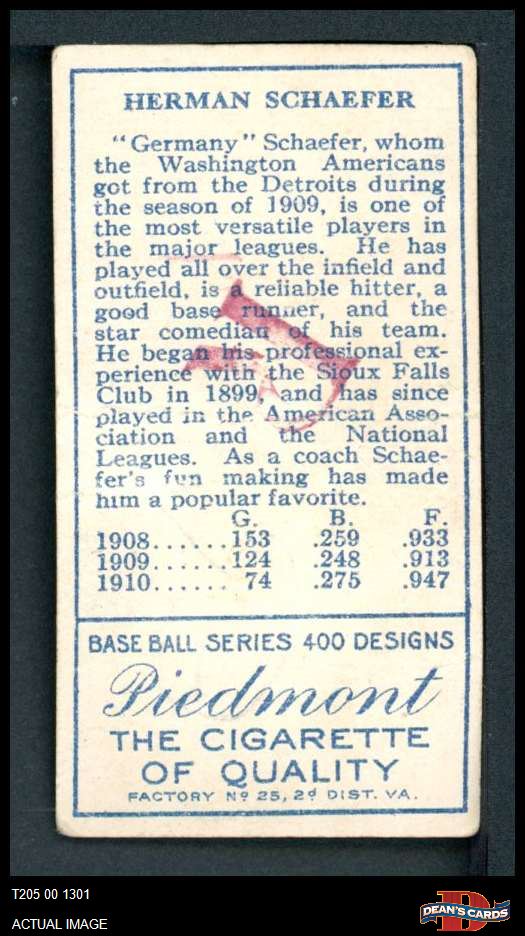 HERMAN SCHAEFER
"Germany" Schaefer, whom
the Washington Americans
got from the Detroits during
the season of 1909, is one of
the most versatile players in
the major leagues. He has
played all over the infield and
outfield, is a reliable hitter, a
good base runner, and the
star comedian of his team.
He began his professional ex-
perience with the Sioux Falls
Club in 1899, and has since
played in the American Asso-
ciation and the National
Leagues. As a coach Schae-
fer's fun making has made
him a popular favorite.
G. B. F.
1908......153 .259 .933
1909......124 .248 .913
1910...... 74 .275 .947
BASE BALL SERIES 400 DESIGNS
Piedmont
THE CIGARETTE
OF QUALITY
FACTORY Nº 25, 2d DIST. VA.
T205 00 1301
ACTUAL IMAGE
D
DEAN'S CARDS